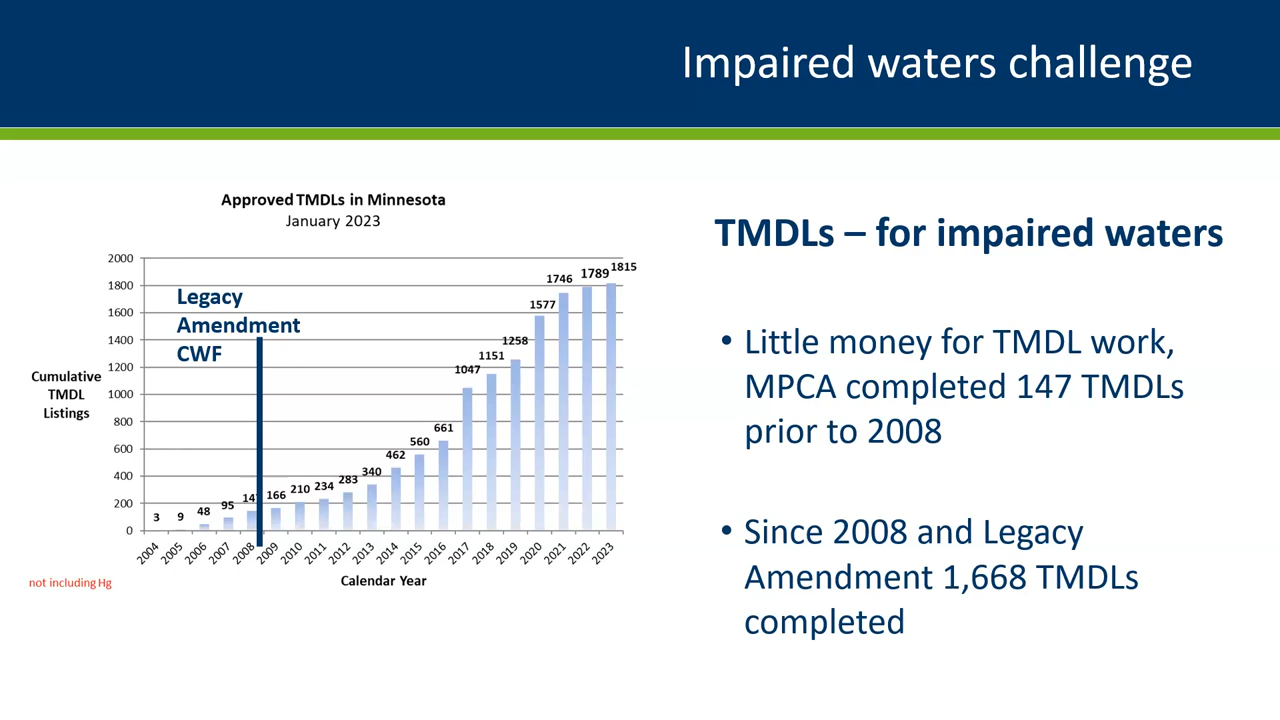 Impaired waters challenge
Approved TMDLs in Minnesota
January 2023
Cumulative
TMDL
Listings
2000
1800
1600
1400
1200
1000
800
600
400
200
0
Legacy
Amendment
CWF
3
9
48
95
147
166
210
234
283
340
462
560
661
1047
1151
1258
1577
1746
1789
1815
2004
2005
2006
2007
2008
2009
2010
2011
2012
2013
2014
2015
2016
2017
2018
2019
2020
2021
2022
2023
Calendar Year
not including Hg
TMDLs – for impaired waters
• Little money for TMDL work,
MPCA completed 147 TMDLs
prior to 2008
• Since 2008 and Legacy
Amendment 1,668 TMDLs
completed